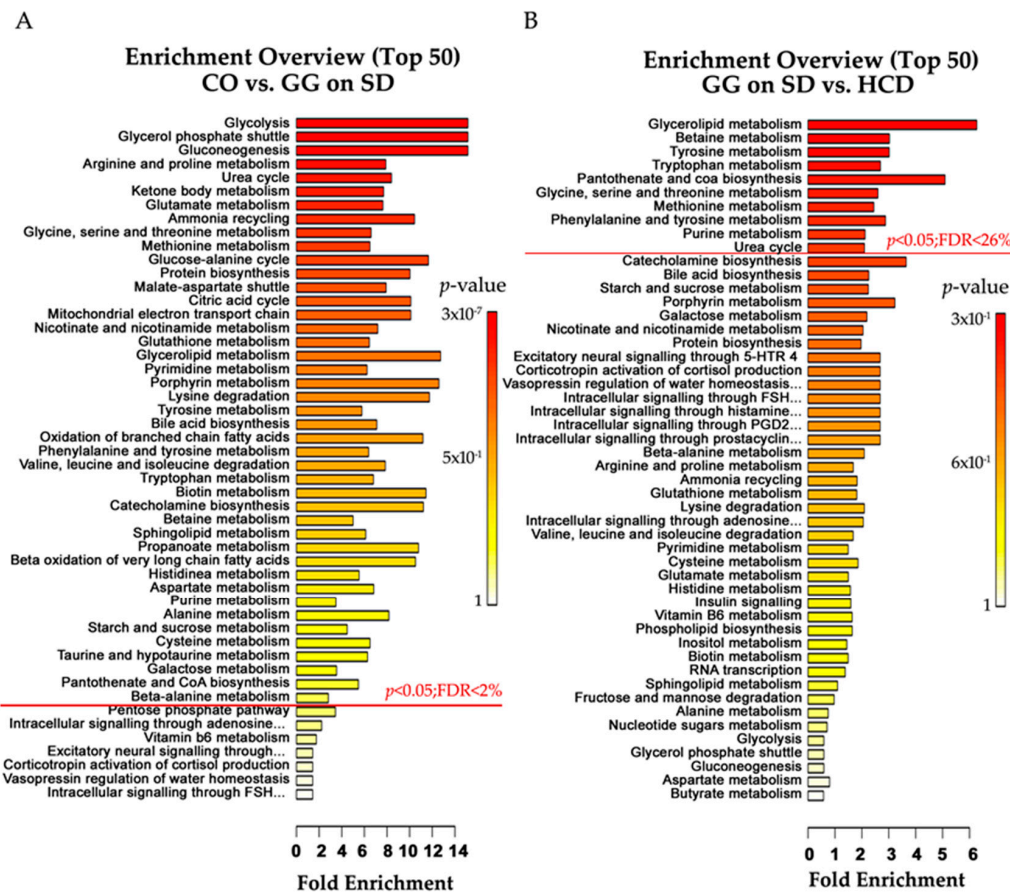 A
Enrichment Overview (Top 50)
CO vs. GG on SD
Glycolysis
Glycerol phosphate shuttle
Gluconeogenesis
Arginine and proline metabolism
Urea cycle
Ketone body metabolism
Glutamate metabolism
Ammonia recycling
Glycine, serine and threonine metabolism
Methionine metabolism
Glucose-alanine cycle
Protein biosynthesis
Malate-aspartate shuttle
Citric acid cycle
Mitochondrial electron transport chain
Nicotinate and nicotinamide metabolism
Glutathione metabolism
Glycerolipid metabolism
Pyrimidine metabolism
Porphyrin metabolism
Lysine degradation
Tyrosine metabolism
Bile acid biosynthesis
Oxidation of branched chain fatty acids
Phenylalanine and tyrosine metabolism
Valine, leucine and isoleucine degradation
Tryptophan metabolism
Biotin metabolism
Catecholamine biosynthesis
Betaine metabolism
Sphingolipid metabolism
Propanoate metabolism
Beta oxidation of very long chain fatty acids
Histidinea metabolism
Aspartate metabolism
Purine metabolism
Alanine metabolism
Starch and sucrose metabolism
Cysteine metabolism
Taurine and hypotaurine metabolism
Galactose metabolism
Pantothenate and CoA biosynthesis
Beta-alanine metabolism
p<0.05;FDR<2%
Pentose phosphate pathway
Intracellular signalling through adenosine...
Vitamin b6 metabolism
Excitatory neural signalling through...
Corticotropin activation of cortisol production
Vasopressin regulation of water homeostasis
Intracellular signalling through FSH...
p-value
3x10-7
5x10-1
1
0 2 4 6 8 10 12 14
Fold Enrichment
B
Enrichment Overview (Top 50)
GG on SD vs. HCD
Glycerolipid metabolism
Betaine metabolism
Tyrosine metabolism
Tryptophan metabolism
Pantothenate and coa biosynthesis
Glycine, serine and threonine metabolism
Methionine metabolism
Phenylalanine and tyrosine metabolism
Purine metabolism
Urea cycle
p<0.05;FDR<26%
Catecholamine biosynthesis
Bile acid biosynthesis
Starch and sucrose metabolism
Porphyrin metabolism
Galactose metabolism
Nicotinate and nicotinamide metabolism
Protein biosynthesis
Excitatory neural signalling through 5-HTR 4
Corticotropin activation of cortisol production
Vasopressin regulation of water homeostasis...
Intracellular signalling through FSH...
Intracellular signalling through histamine...
Intracellular signalling through PGD2...
Intracellular signalling through prostacyclin...
Beta-alanine metabolism
Arginine and proline metabolism
Ammonia recycling
Glutathione metabolism
Lysine degradation
Intracellular signalling through adenosine...
Valine, leucine and isoleucine degradation
Pyrimidine metabolism
Cysteine metabolism
Glutamate metabolism
Histidine metabolism
Insulin signalling
Vitamin B6 metabolism
Phospholipid biosynthesis
Inositol metabolism
Biotin metabolism
RNA transcription
Sphingolipid metabolism
Fructose and mannose degradation
Alanine metabolism
Nucleotide sugars metabolism
Glycolysis
Glycerol phosphate shuttle
Gluconeogenesis
Aspartate metabolism
Butyrate metabolism
p-value
3x10-1
6x10-1
1
0 1 2 3 4 5 6
Fold Enrichment